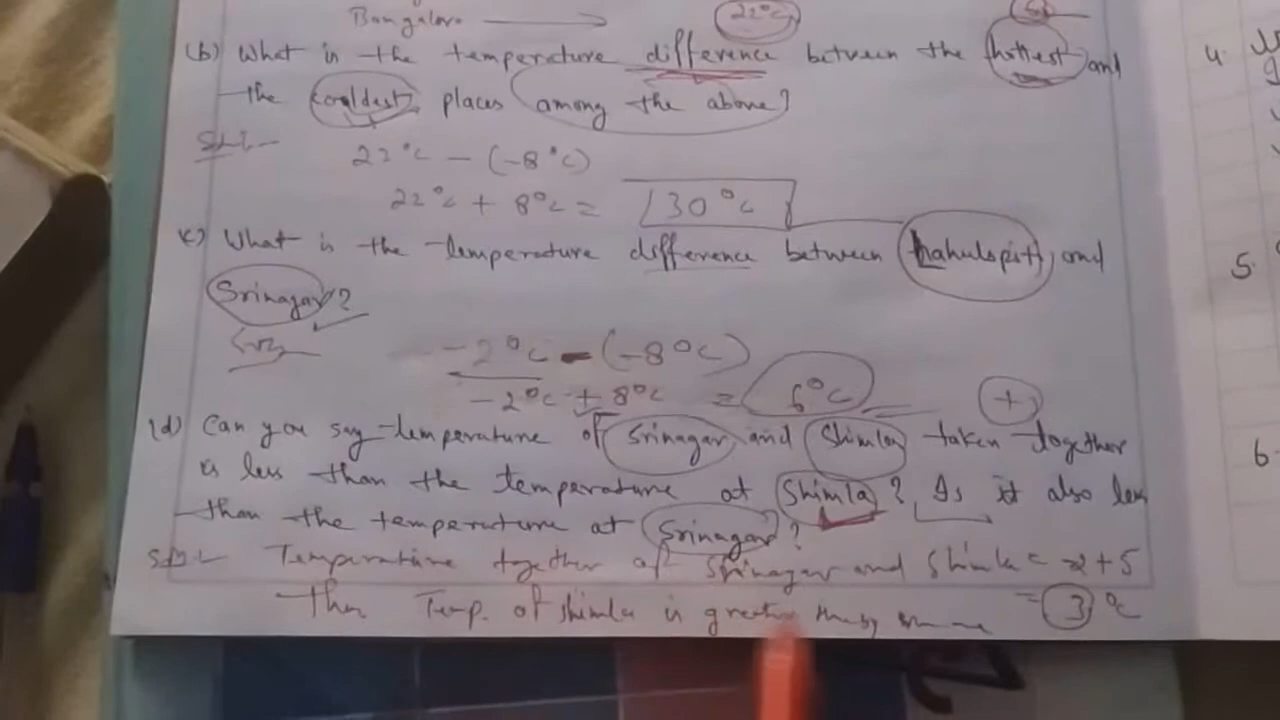 Bangalore → 22°C
(b) What is the temperature difference between the hottest and
the coldest places among the above?
Sol:-
22°C - (-8°C)
22°C + 8°C = 30°C
(c) What is the temperature difference between Lahulspiti and
Srinagar?
Sol:
-2°C - (-8°C)
-2°C + 8°C = 6°C +
(d) Can you say temperature of Srinagar and Shimla taken together
is less than the temperature at Shimla? Is it also less
than the temperature at Srinagar?
Sol:- Temperature together of Srinagar and Shimla = -2+5
= 3°C
Then Temp. of Shimla is greater
4.
5.
6.